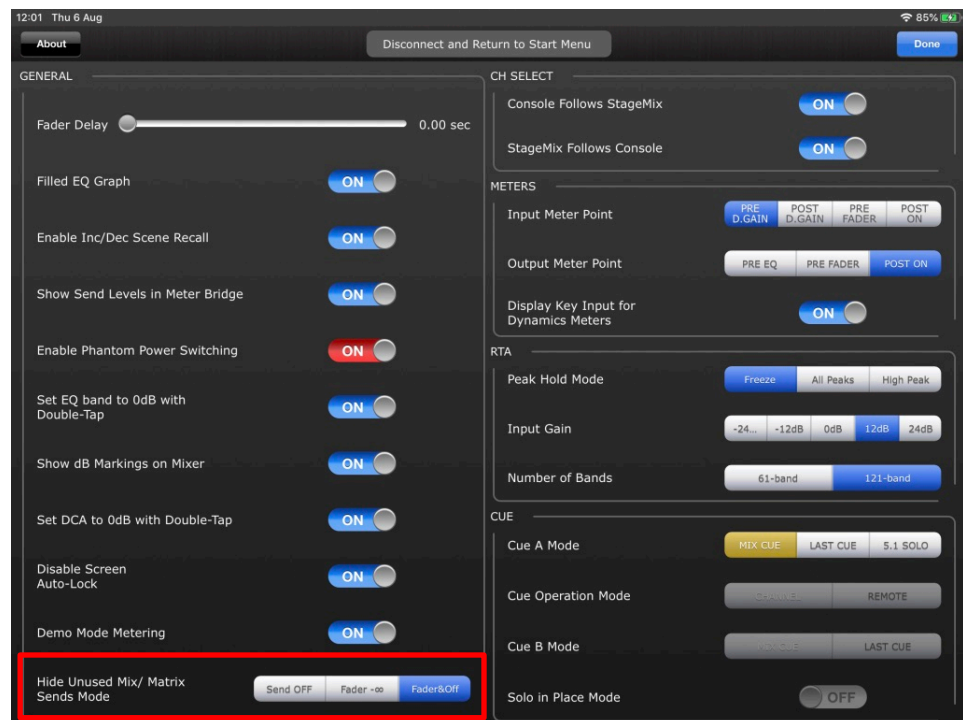 12:01 Thu 6 Aug
85%
About
Disconnect and Return to Start Menu
Done
GENERAL
Fader Delay
0.00 sec
Filled EQ Graph
ON
Enable Inc/Dec Scene Recall
ON
Show Send Levels in Meter Bridge
ON
Enable Phantom Power Switching
ON
Set EQ band to 0dB with
Double-Tap
ON
Show dB Markings on Mixer
ON
Set DCA to 0dB with Double-Tap
ON
Disable Screen
Auto-Lock
ON
Demo Mode Metering
ON
Hide Unused Mix/ Matrix
Sends Mode
Send OFF Fader -∞ Fader&Off
CH SELECT
Console Follows StageMix
ON
StageMix Follows Console
ON
METERS
Input Meter Point
PRE D.GAIN
POST D.GAIN
PRE FADER
POST ON
Output Meter Point
PRE EQ PRE FADER POST ON
Display Key Input for
Dynamics Meters
ON
RTA
Peak Hold Mode
Freeze All Peaks High Peak
Input Gain
-24... -12dB 0dB 12dB 24dB
Number of Bands
61-band 121-band
CUE
Cue A Mode
MIX CUE LAST CUE 5.1 SOLO
Cue Operation Mode
CHANNEL REMOTE
Cue B Mode
MIX CUE LAST CUE
Solo in Place Mode
OFF